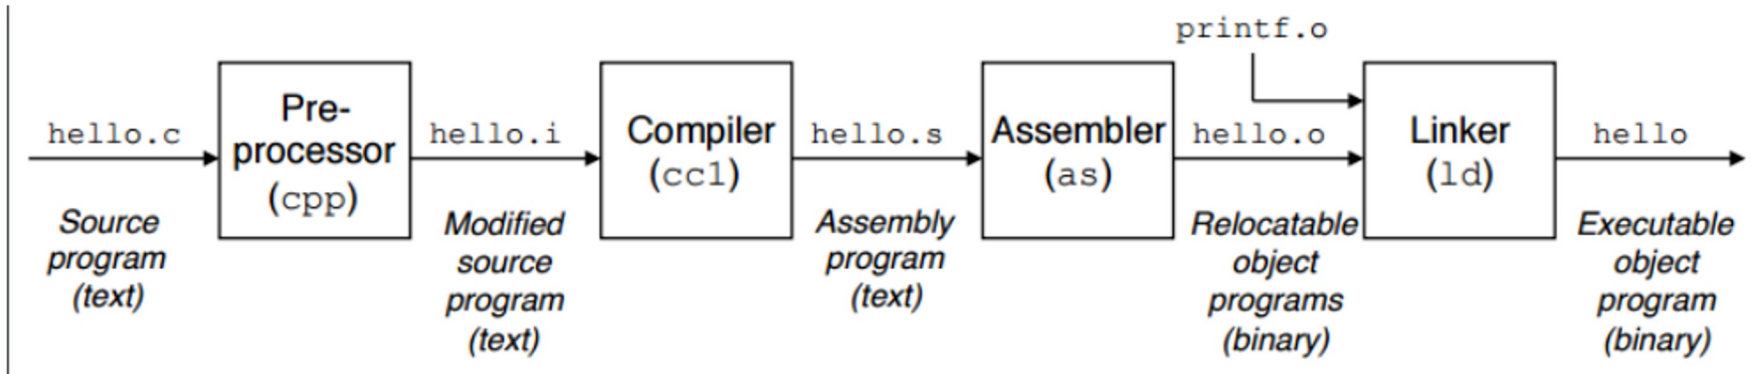 printf.o
hello.c
Pre-
processor
(cpp)
hello.i
Compiler
(cc1)
hello.s
Assembler
(as)
hello.o
Linker
(ld)
hello
Source
program
(text)
Modified
source
program
(text)
Assembly
program
(text)
Relocatable
object
programs
(binary)
Executable
object
program
(binary)